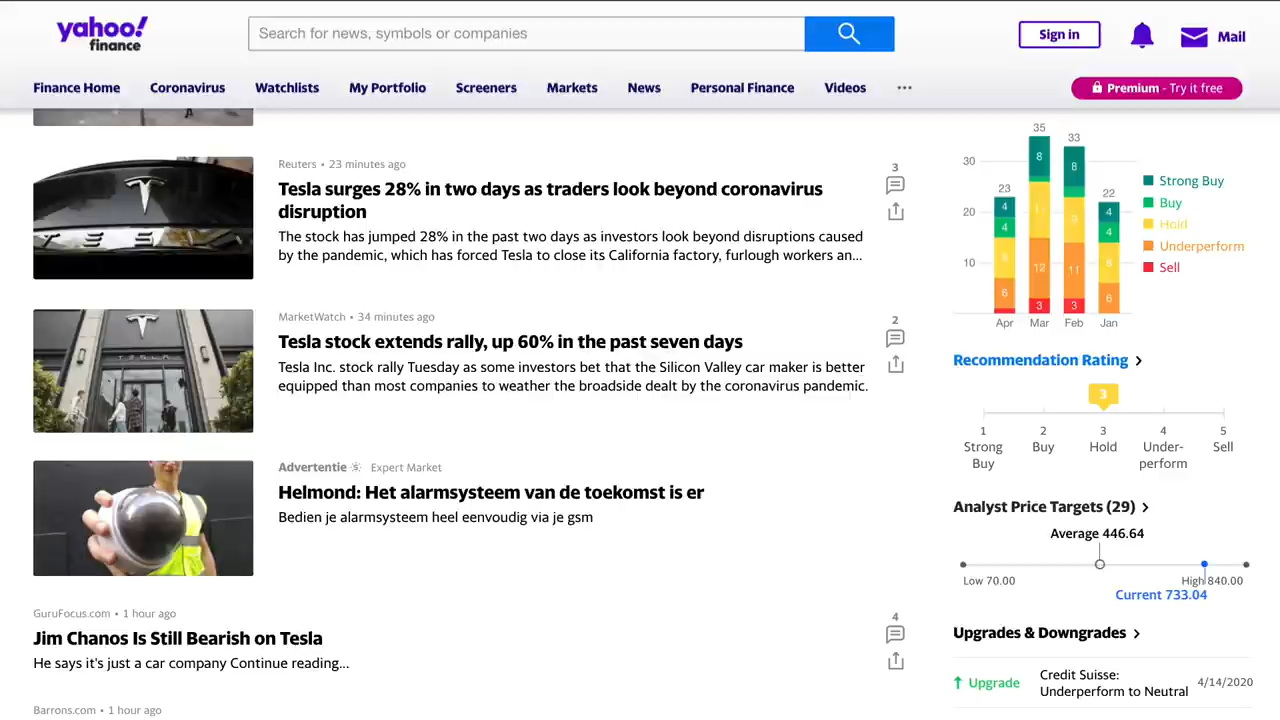 yahoo!
finance
Search for news, symbols or companies
Sign in
Mail
Finance Home
Coronavirus
Watchlists
My Portfolio
Screeners
Markets
News
Personal Finance
Videos
Premium - Try it free
Reuters • 23 minutes ago
Tesla surges 28% in two days as traders look beyond coronavirus
disruption
The stock has jumped 28% in the past two days as investors look beyond disruptions caused
by the pandemic, which has forced Tesla to close its California factory, furlough workers an...
3
TESLA
MarketWatch • 34 minutes ago
Tesla stock extends rally, up 60% in the past seven days
Tesla Inc. stock rally Tuesday as some investors bet that the Silicon Valley car maker is better
equipped than most companies to weather the broadside dealt by the coronavirus pandemic.
2
TESLA
Advertentie Expert Market
Helmond: Het alarmsysteem van de toekomst is er
Bedien je alarmsysteem heel eenvoudig via je gsm
GuruFocus.com • 1 hour ago
Jim Chanos Is Still Bearish on Tesla
He says it's just a car company Continue reading...
4
Barrons.com • 1 hour ago
35
33
23
22
30
20
10
4
4
6
8
12
3
8
11
3
4
4
8
6
Apr
Mar
Feb
Jan
Strong Buy
Buy
Hold
Underperform
Sell
Recommendation Rating
3
1
2
3
4
5
Strong
Buy
Buy
Hold
Under-
perform
Sell
Analyst Price Targets (29)
Average 446.64
Low 70.00
High 840.00
Current 733.04
Upgrades & Downgrades
Upgrade
Credit Suisse:
Underperform to Neutral
4/14/2020